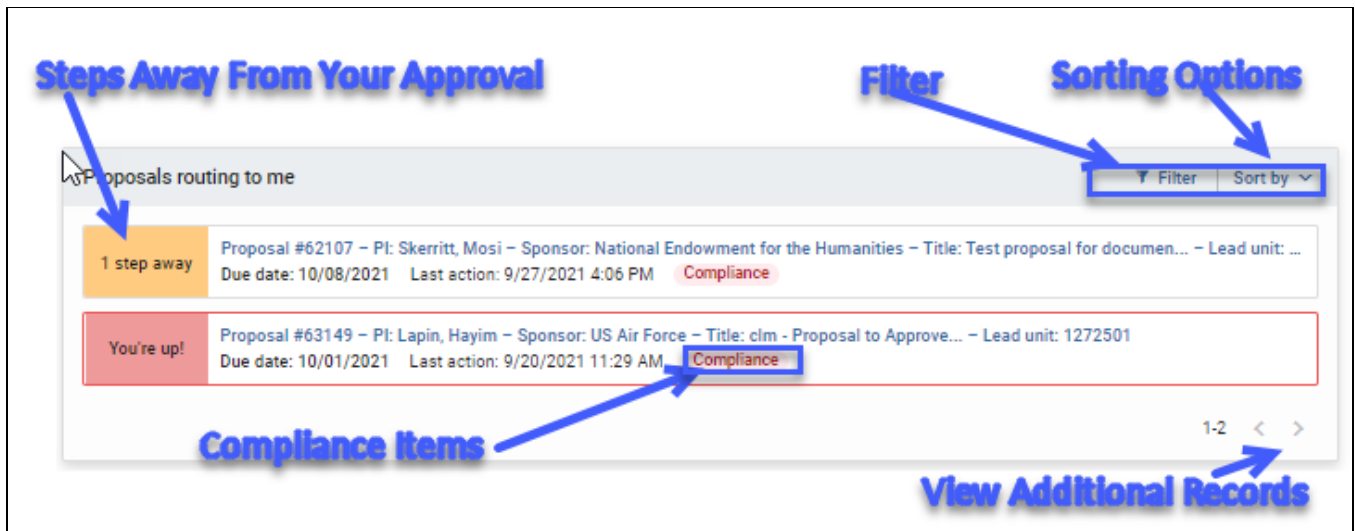 Steps Away From Your Approval
Filter
Sorting Options
Proposals routing to me
Filter
Sort by
1 step away
Proposal #62107 – PI: Skerritt, Mosi – Sponsor: National Endowment for the Humanities – Title: Test proposal for documen... – Lead unit: ...
Due date: 10/08/2021 Last action: 9/27/2021 4:06 PM Compliance
You're up!
Proposal #63149 – PI: Lapin, Hayim – Sponsor: US Air Force – Title: clm - Proposal to Approve... – Lead unit: 1272501
Due date: 10/01/2021 Last action: 9/20/2021 11:29 AM Compliance
1-2 < >
Compliance Items
View Additional Records